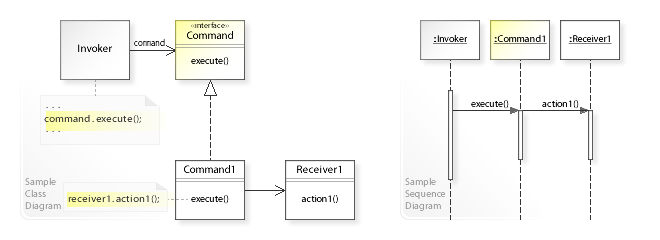 «interface»
Invoker
command
Command
execute()
. . .
command.execute();
. . .
Command1
Receiver1
execute()
action1()
receiver1.action1();
Sample
Class
Diagram
:Invoker
:Command1
:Receiver1
execute()
action1()
Sample
Sequence
Diagram